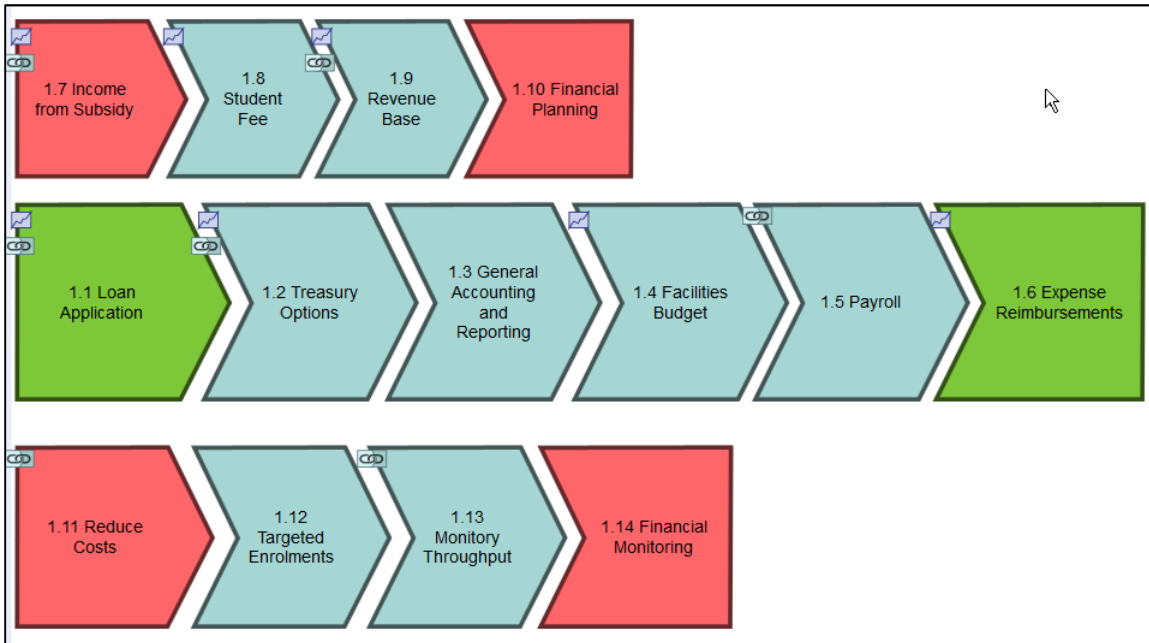 1.7 Income
from Subsidy
1.8
Student
Fee
1.9
Revenue
Base
1.10 Financial
Planning
1.1 Loan
Application
1.2 Treasury
Options
1.3 General
Accounting
and
Reporting
1.4 Facilities
Budget
1.5 Payroll
1.6 Expense
Reimbursements
1.11 Reduce
Costs
1.12
Targeted
Enrolments
1.13
Monitory
Throughput
1.14 Financial
Monitoring